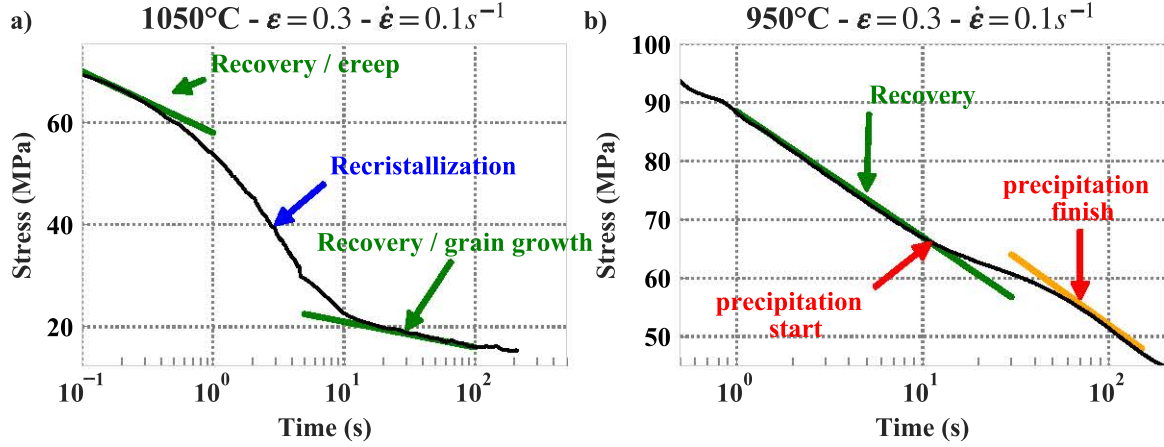 a) 1050°C - ε=0.3 - ε̇=0.1s⁻¹
Stress (MPa)
60
40
20
Recovery / creep
Recristallization
Recovery / grain growth
10⁻¹ 10⁰ 10¹ 10²
Time (s)
b) 950°C - ε=0.3 - ε̇=0.1s⁻¹
Stress (MPa)
100
90
80
70
60
50
Recovery
precipitation
finish
precipitation
start
10⁰ 10¹ 10²
Time (s)